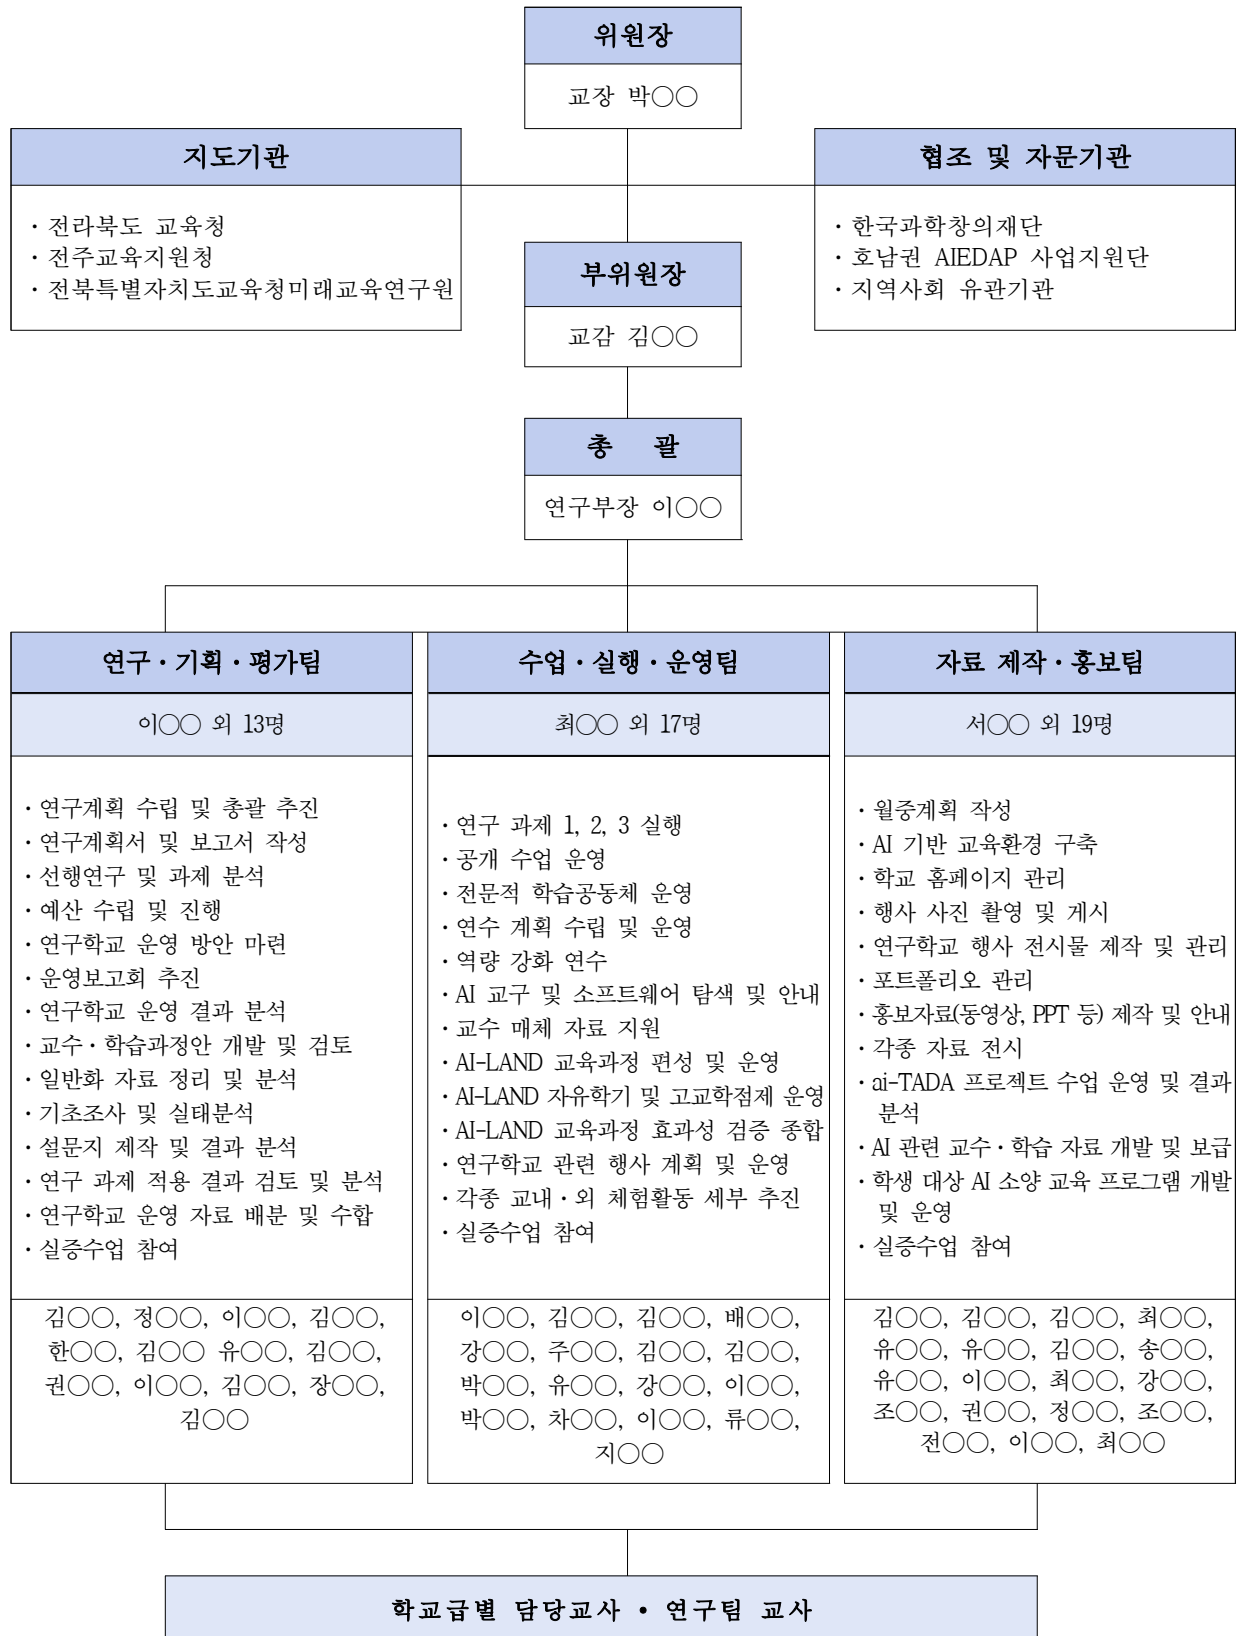 위원장
교장 박○○
지도기관
· 전라북도 교육청
· 전주교육지원청
· 전북특별자치도교육청미래교육연구원
협조 및 자문기관
· 한국과학창의재단
· 호남권 AIEDAP 사업지원단
· 지역사회 유관기관
부위원장
교감 김○○
총 괄
연구부장 이○○
연구·기획·평가팀
이○○ 외 13명
· 연구계획 수립 및 총괄 추진
· 연구계획서 및 보고서 작성
· 선행연구 및 과제 분석
· 예산 수립 및 진행
· 연구학교 운영 방안 마련
· 운영보고회 추진
· 연구학교 운영 결과 분석
· 교수·학습과정안 개발 및 검토
· 일반화 자료 정리 및 분석
· 기초조사 및 실태분석
· 설문지 제작 및 결과 분석
· 연구 과제 적용 결과 검토 및 분석
· 연구학교 운영 자료 배분 및 수합
· 실증수업 참여
김○○, 정○○, 이○○, 김○○,
한○○, 김○○ 유○○, 김○○,
권○○, 이○○, 김○○, 장○○,
김○○
수업·실행·운영팀
최○○ 외 17명
· 연구 과제 1, 2, 3 실행
· 공개 수업 운영
· 전문적 학습공동체 운영
· 연수 계획 수립 및 운영
· 역량 강화 연수
· AI 교구 및 소프트웨어 탐색 및 안내
· 교수 매체 자료 지원
· AI-LAND 교육과정 편성 및 운영
· AI-LAND 자유학기 및 고교학점제 운영
· AI-LAND 교육과정 효과성 검증 종합
· 연구학교 관련 행사 계획 및 운영
· 각종 교내·외 체험활동 세부 추진
· 실증수업 참여
이○○, 김○○, 김○○, 배○○,
강○○, 주○○, 김○○, 김○○,
박○○, 유○○, 강○○, 이○○,
박○○, 차○○, 이○○, 류○○,
지○○
자료 제작·홍보팀
서○○ 외 19명
· 월중계획 작성
· AI 기반 교육환경 구축
· 학교 홈페이지 관리
· 행사 사진 촬영 및 게시
· 연구학교 행사 전시물 제작 및 관리
· 포트폴리오 관리
· 홍보자료(동영상, PPT 등) 제작 및 안내
· 각종 자료 전시
· ai-TADA 프로젝트 수업 운영 및 결과
분석
· AI 관련 교수·학습 자료 개발 및 보급
· 학생 대상 AI 소양 교육 프로그램 개발
및 운영
· 실증수업 참여
김○○, 김○○, 김○○, 최○○,
유○○, 유○○, 김○○, 송○○,
유○○, 이○○, 최○○, 강○○,
조○○, 권○○, 정○○, 조○○,
전○○, 이○○, 최○○
학교급별 담당교사 • 연구팀 교사